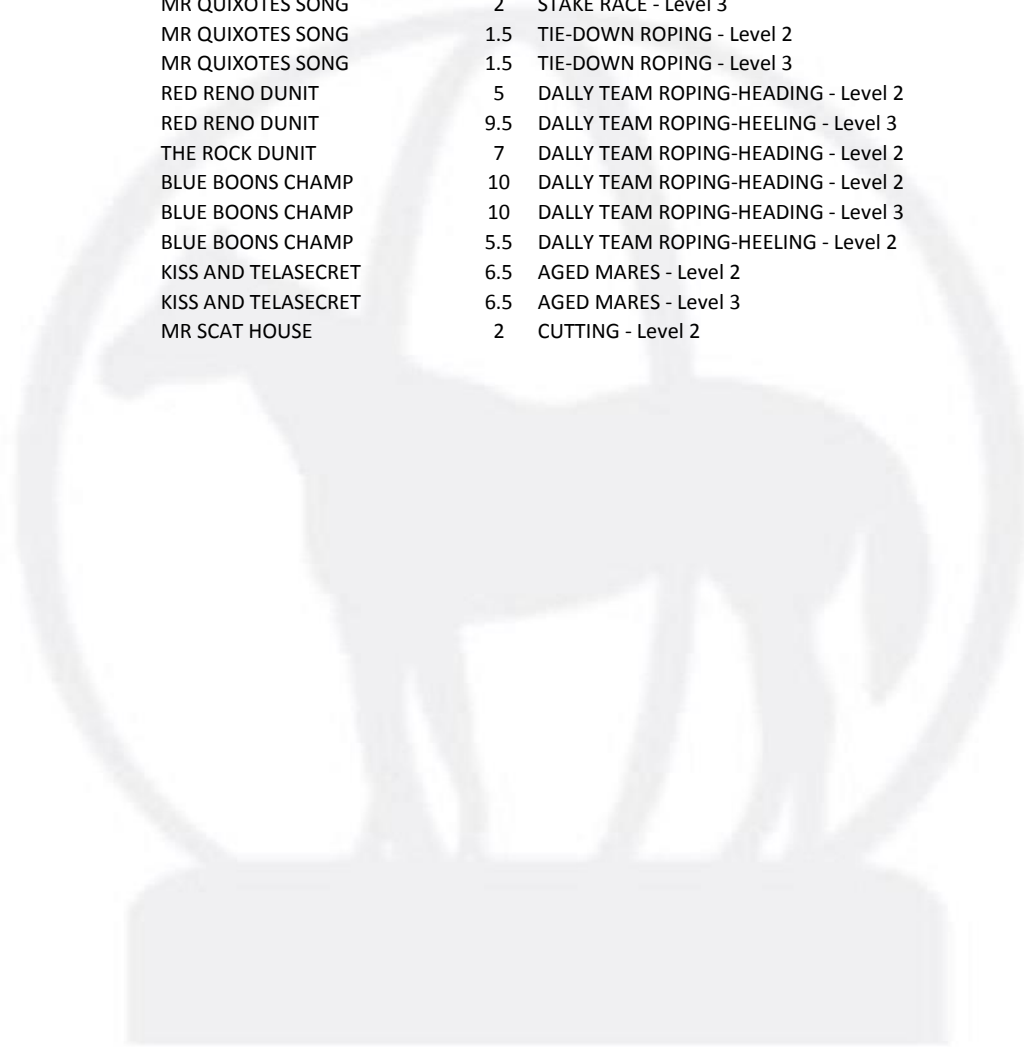 MR QUIXOTES SONG 2 STAKE RACE - Level 3
MR QUIXOTES SONG 1.5 TIE-DOWN ROPING - Level 2
MR QUIXOTES SONG 1.5 TIE-DOWN ROPING - Level 3
RED RENO DUNIT 5 DALLY TEAM ROPING-HEADING - Level 2
RED RENO DUNIT 9.5 DALLY TEAM ROPING-HEELING - Level 3
THE ROCK DUNIT 7 DALLY TEAM ROPING-HEADING - Level 2
BLUE BOONS CHAMP 10 DALLY TEAM ROPING-HEADING - Level 2
BLUE BOONS CHAMP 10 DALLY TEAM ROPING-HEADING - Level 3
BLUE BOONS CHAMP 5.5 DALLY TEAM ROPING-HEELING - Level 2
KISS AND TELASECRET 6.5 AGED MARES - Level 2
KISS AND TELASECRET 6.5 AGED MARES - Level 3
MR SCAT HOUSE 2 CUTTING - Level 2